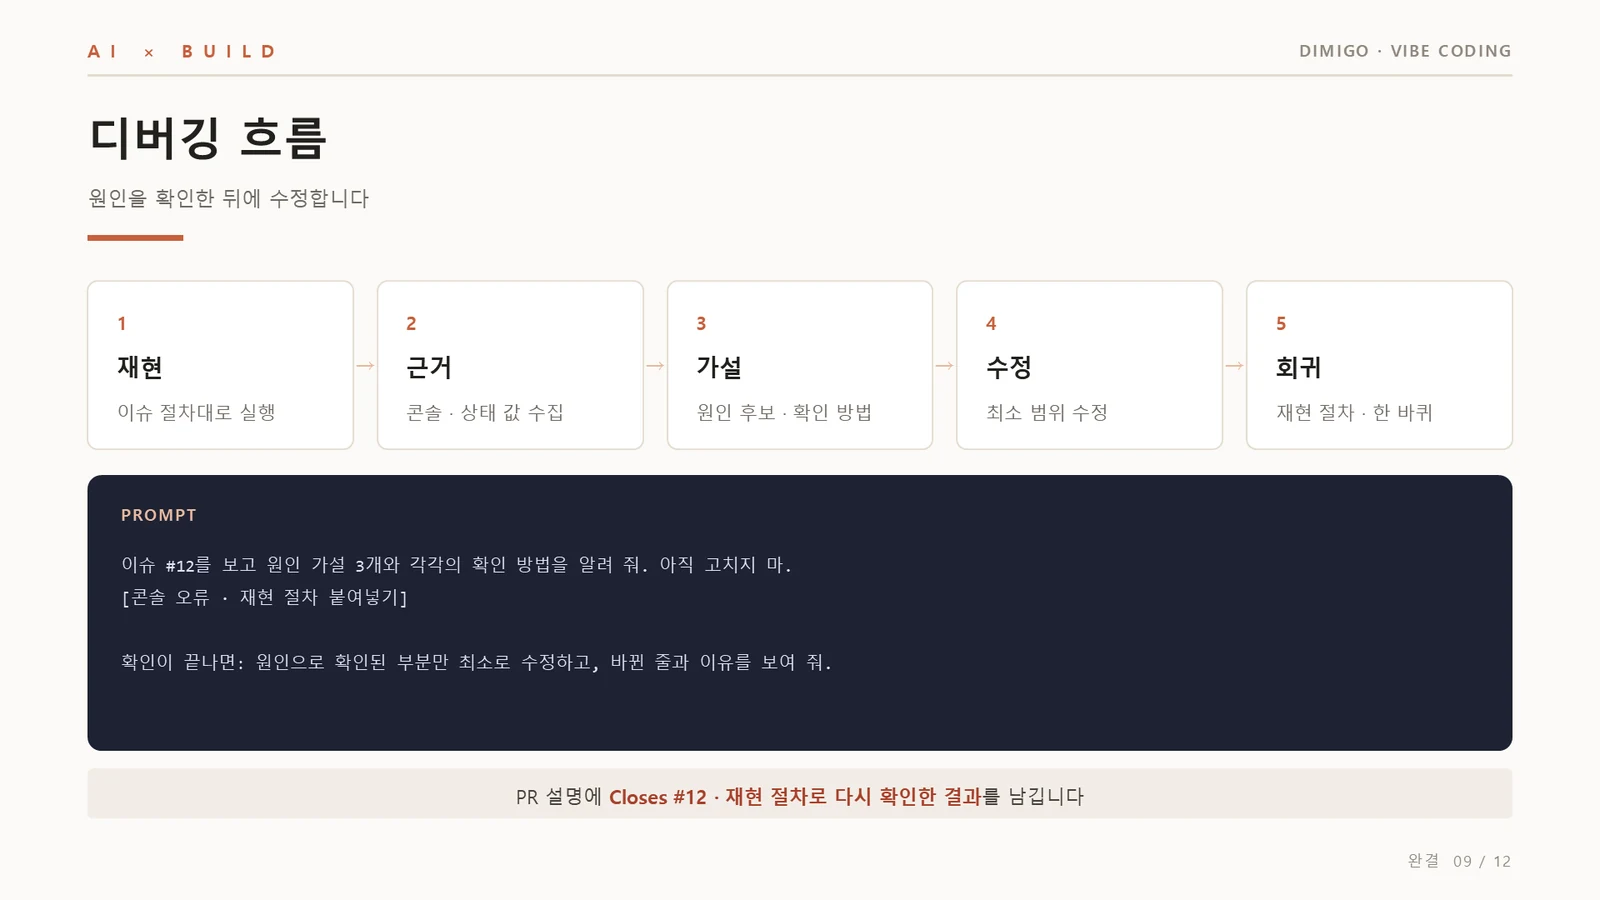 AI × BUILD
DIMIGO · VIBE CODING
디버깅 흐름
원인을 확인한 뒤에 수정합니다
1
재현
이슈 절차대로 실행
→
2
근거
콘솔 · 상태 값 수집
→
3
가설
원인 후보 · 확인 방법
→
4
수정
최소 범위 수정
→
5
회귀
재현 절차 · 한 바퀴
PROMPT
이슈 #12를 보고 원인 가설 3개와 각각의 확인 방법을 알려 줘. 아직 고치지 마.
[콘솔 오류 · 재현 절차 붙여넣기]
확인이 끝나면: 원인으로 확인된 부분만 최소로 수정하고, 바뀐 줄과 이유를 보여 줘.
PR 설명에 Closes #12 · 재현 절차로 다시 확인한 결과를 남깁니다
완결 09 / 12